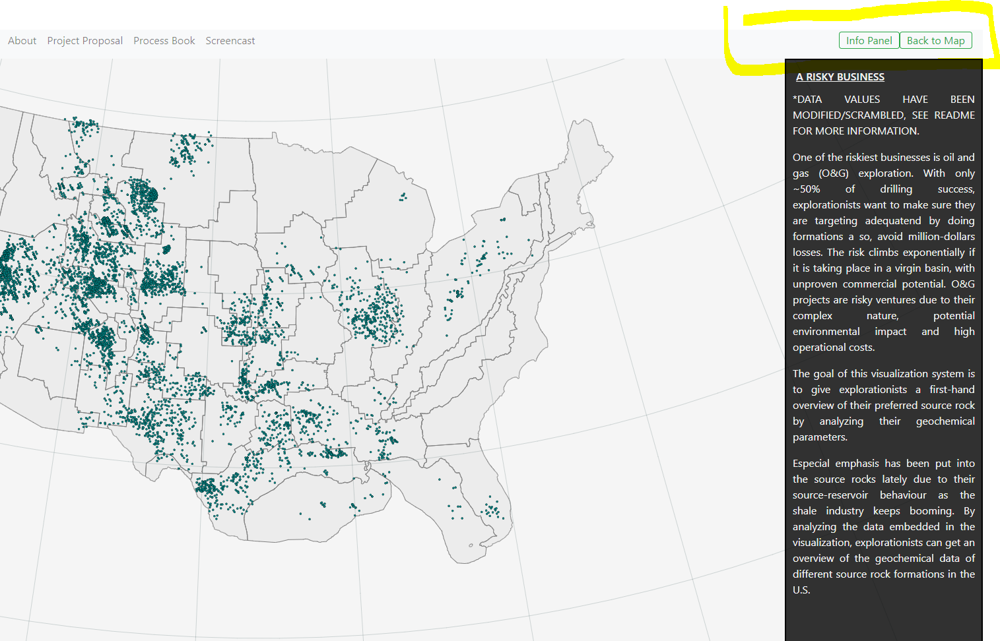 About Project Proposal Process Book Screencast Info Panel Back to Map
A RISKY BUSINESS
*DATA VALUES HAVE BEEN
MODIFIED/SCRAMBLED, SEE README
FOR MORE INFORMATION.
One of the riskiest businesses is oil and
gas (O&G) exploration. With only
~50% of drilling success,
explorationists want to make sure they
are targeting adequatend by doing
formations a so, avoid million-dollars
losses. The risk climbs exponentially if
it is taking place in a virgin basin, with
unproven commercial potential. O&G
projects are risky ventures due to their
complex nature, potential
environmental impact and high
operational costs.
The goal of this visualization system is
to give explorationists a first-hand
overview of their preferred source rock
by analyzing their geochemical
parameters.
Especial emphasis has been put into
the source rocks lately due to their
source-reservoir behaviour as the
shale industry keeps booming. By
analyzing the data embedded in the
visualization, explorationists can get an
overview of the geochemical data of
different source rock formations in the
U.S.